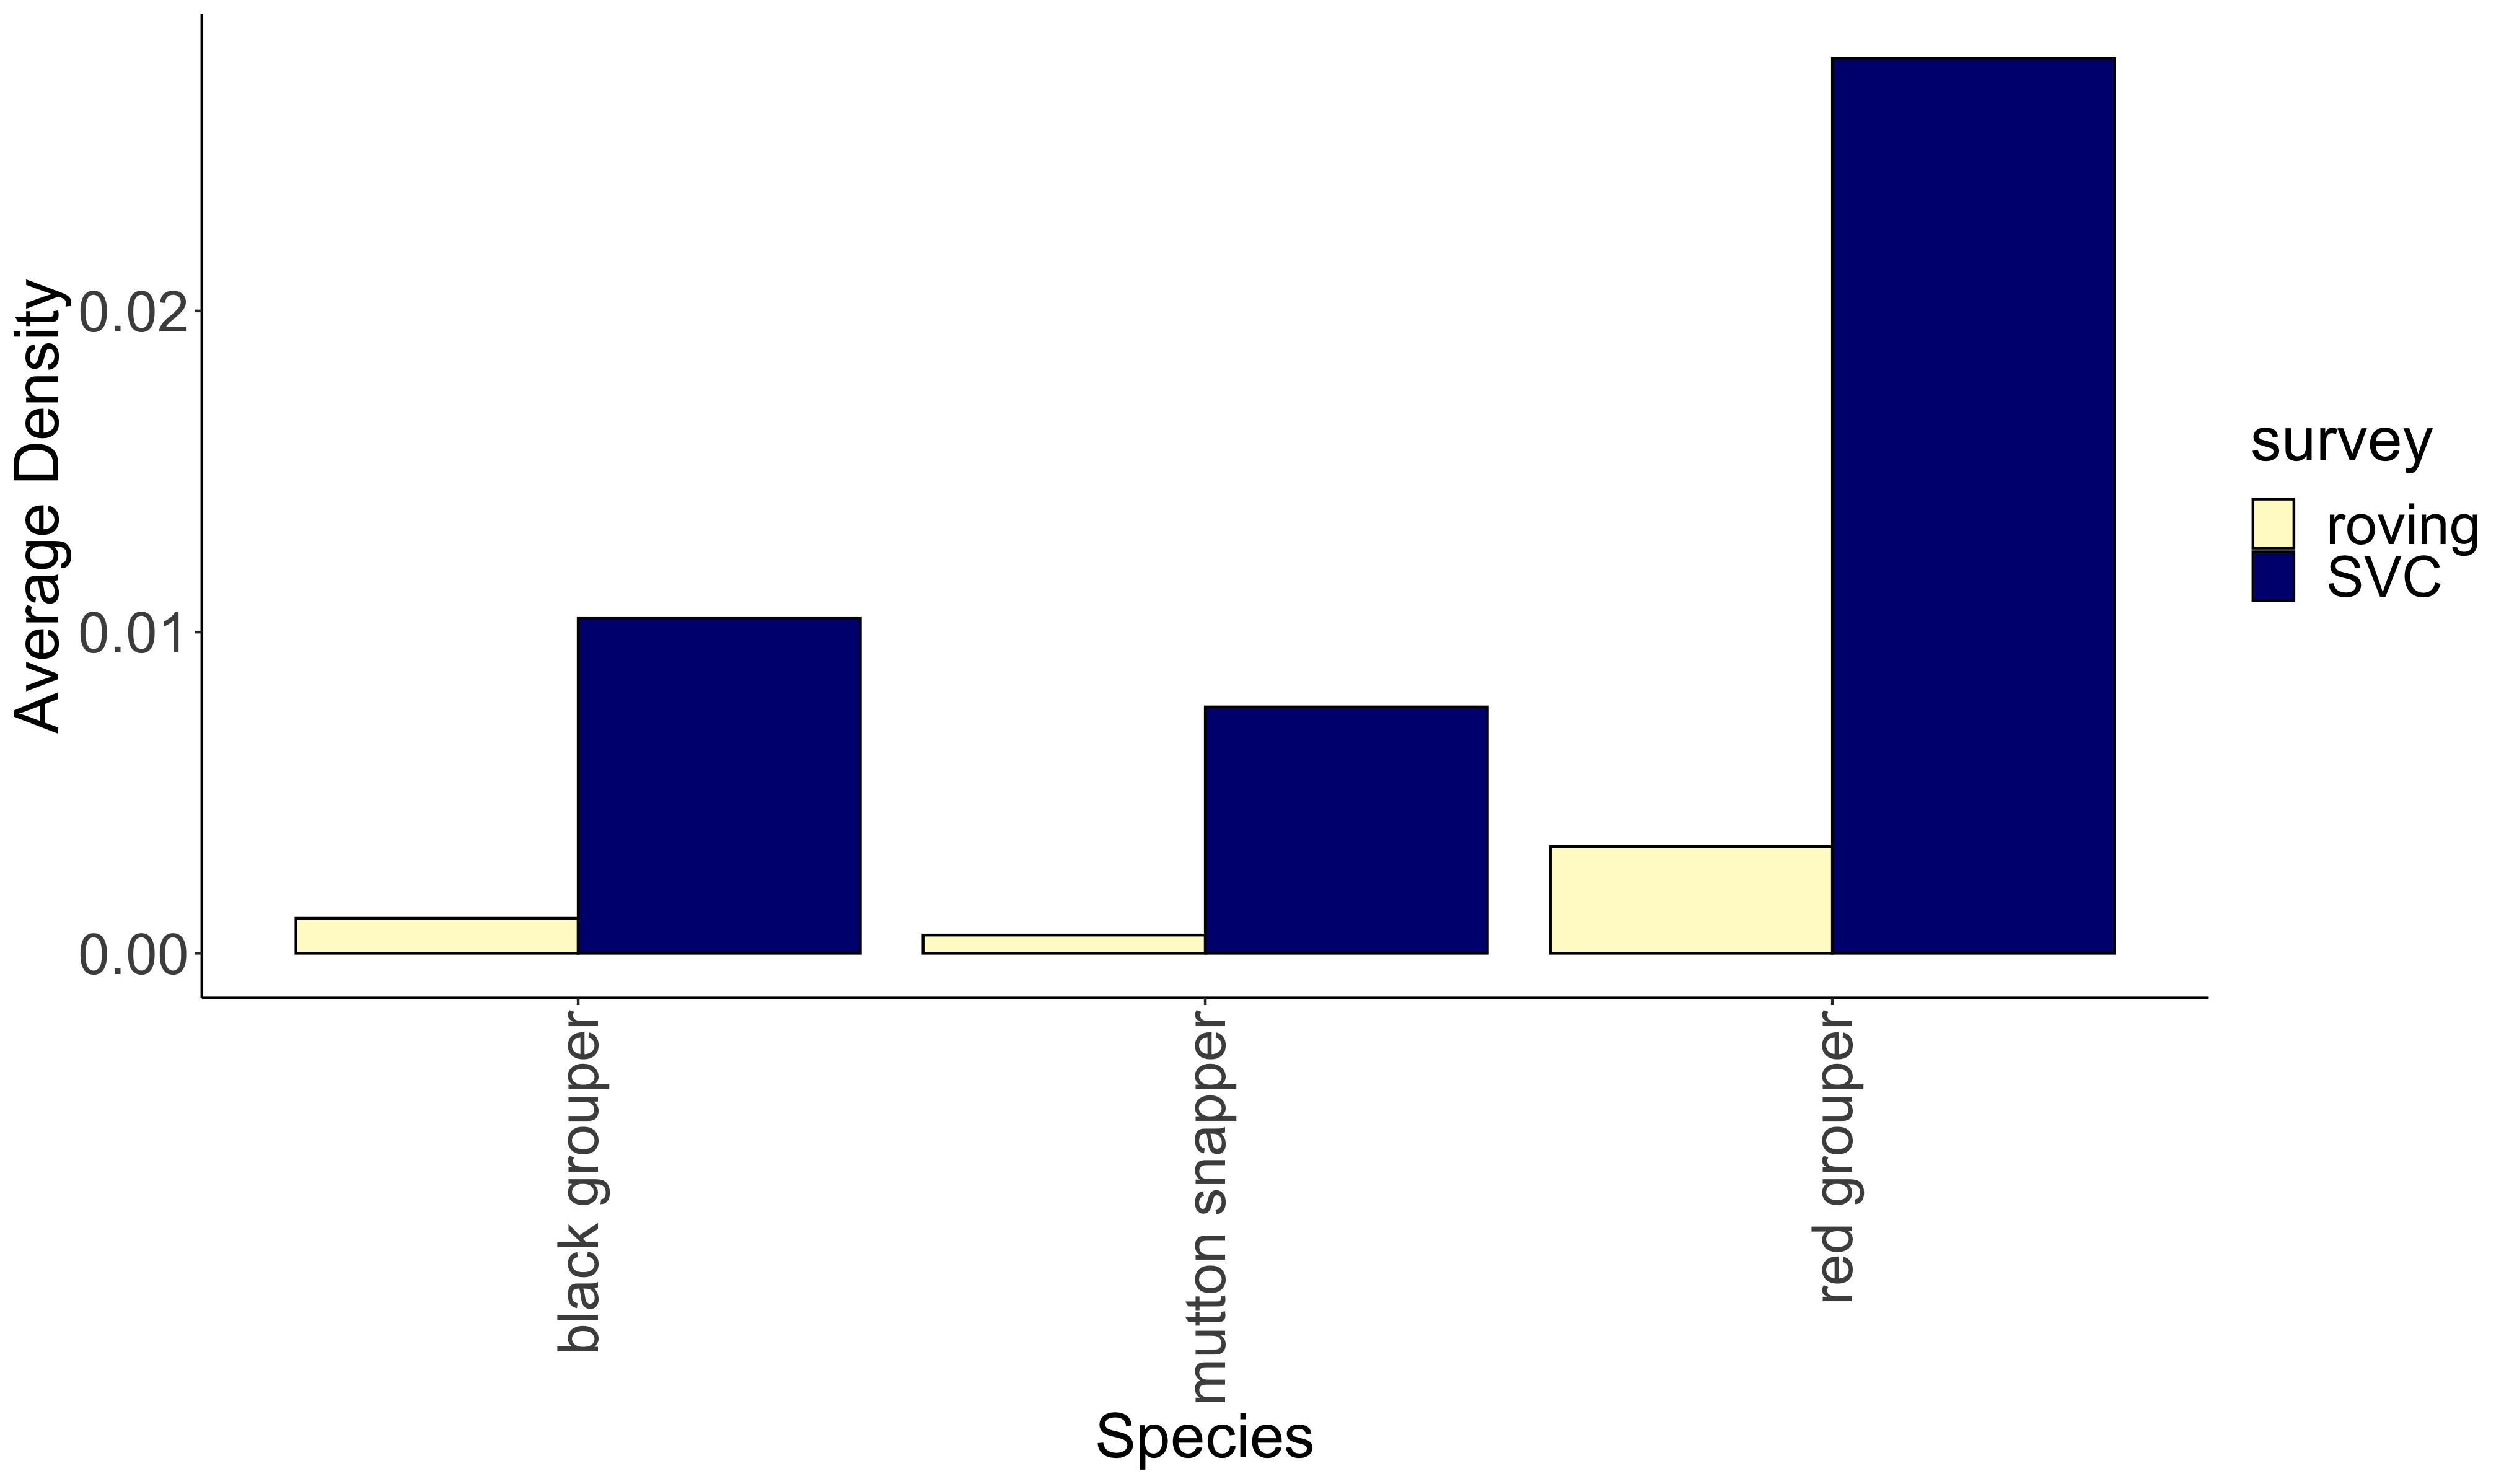 Average Density
0.02
0.01
0.00
black grouper
mutton snapper
red grouper
Species
survey
roving
SVC